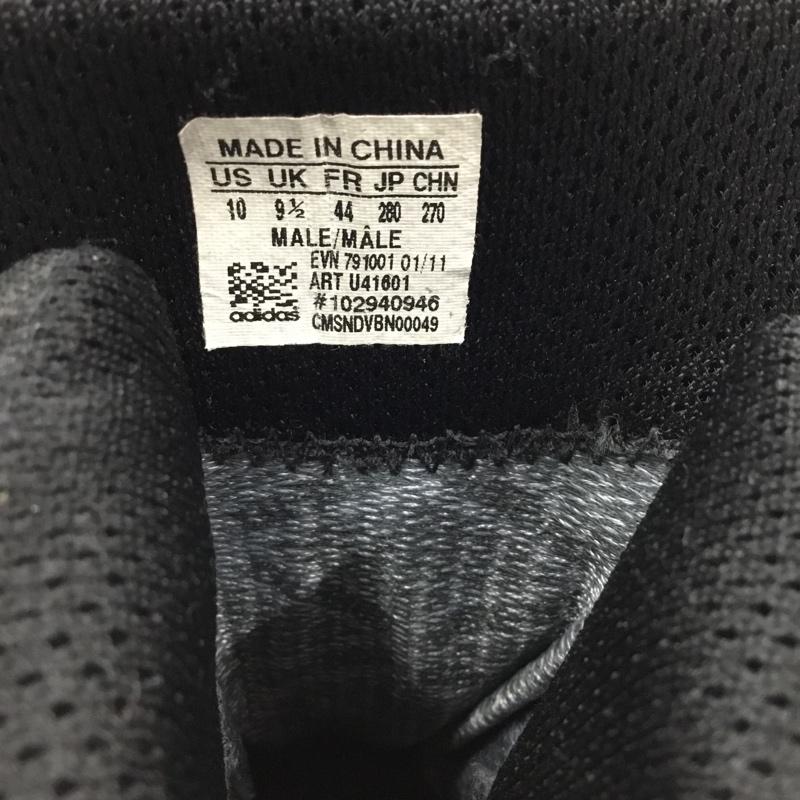 MADE IN CHINA
US UK FR JP CHN
10 9½ 44 280 270
MALE/MÂLE
EVN 791001 01/11
ART U41601
#102940946
adidas CMSNDVBN00049